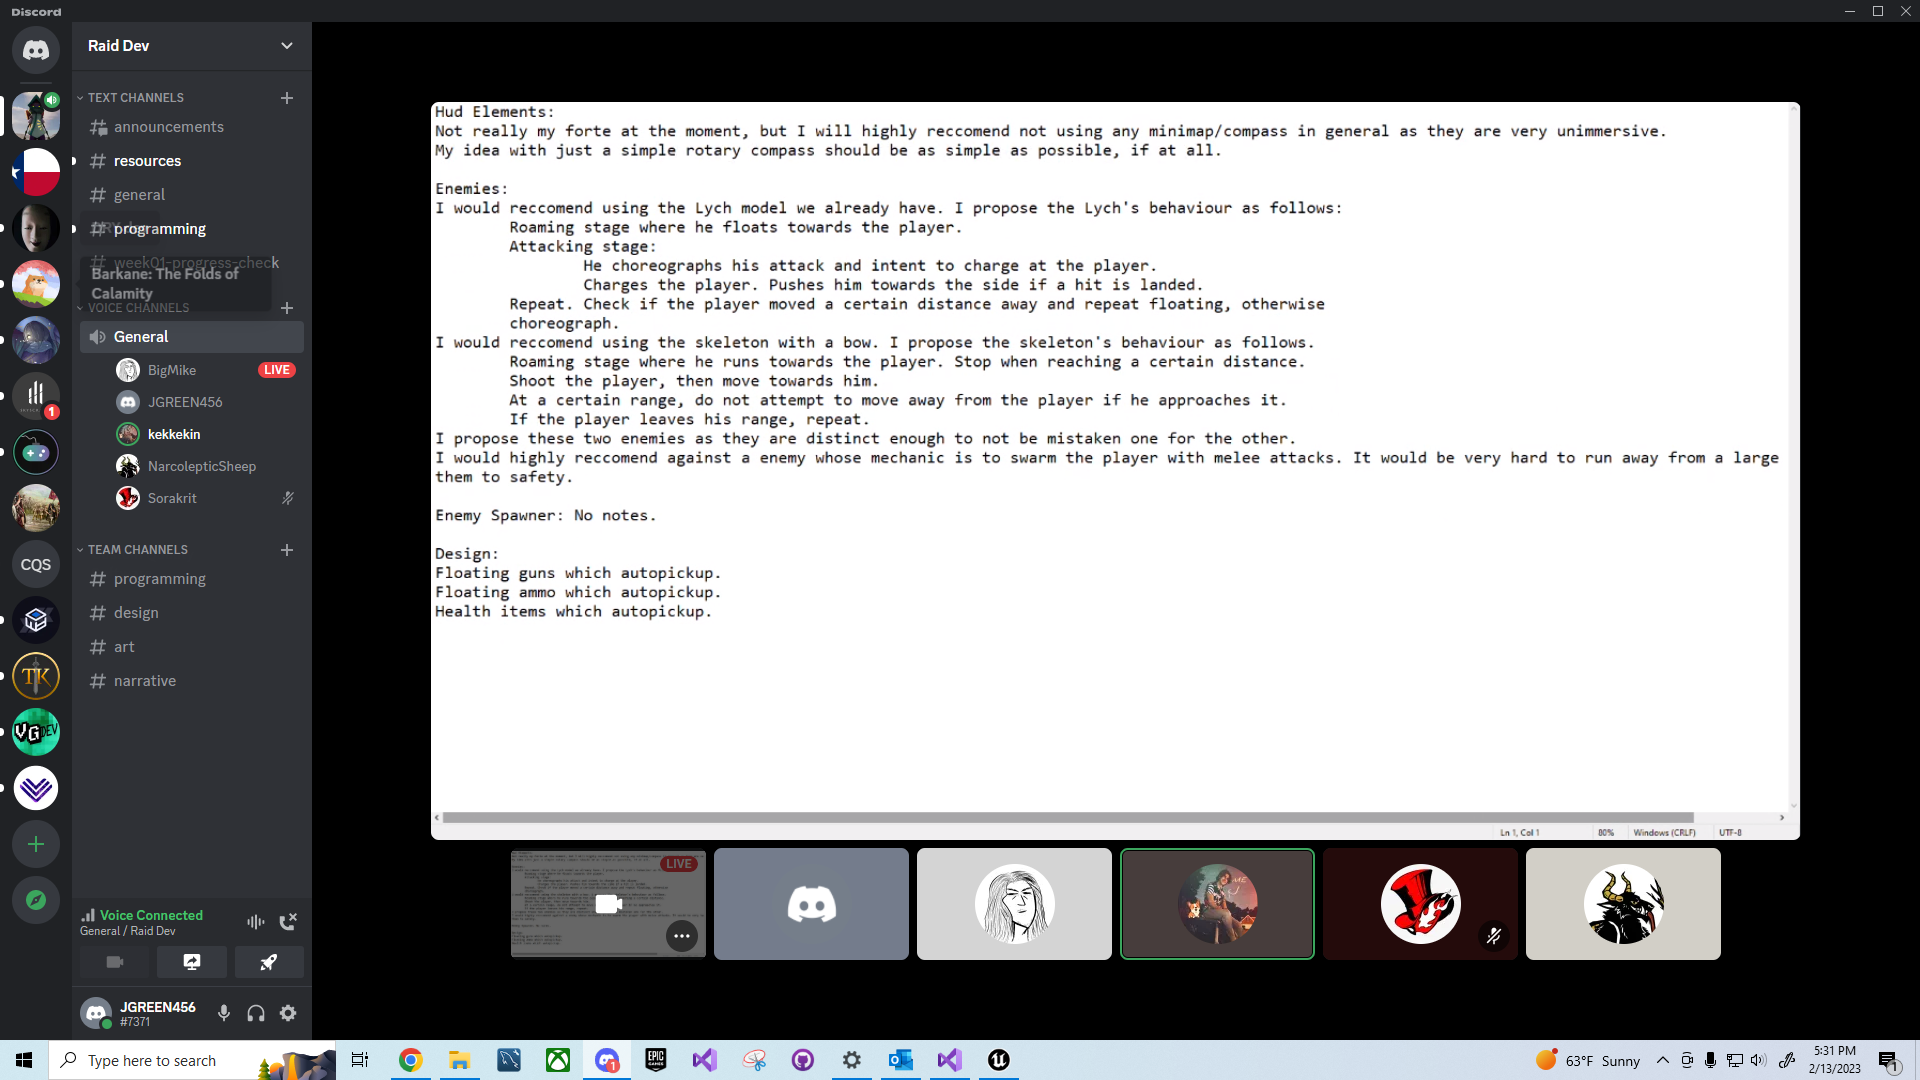 Discord
Raid Dev
TEXT CHANNELS
announcements
resources
general
programming
week01-progress-check
Barkane: The Folds of
Calamity
VOICE CHANNELS
General
BigMike
LIVE
JGREEN456
kekkekin
NarcolepticSheep
Sorakrit
TEAM CHANNELS
programming
design
art
narrative
1
CQS
TK
VGDEV
Voice Connected
General / Raid Dev
JGREEN456
#7371
Hud Elements:
Not really my forte at the moment, but I will highly reccomend not using any minimap/compass in general as they are very unimmersive.
My idea with just a simple rotary compass should be as simple as possible, if at all.
Enemies:
I would reccomend using the Lych model we already have. I propose the Lych's behaviour as follows:
Roaming stage where he floats towards the player.
Attacking stage:
He choreographs his attack and intent to charge at the player.
Charges the player. Pushes him towards the side if a hit is landed.
Repeat. Check if the player moved a certain distance away and repeat floating, otherwise
choreograph.
I would reccomend using the skeleton with a bow. I propose the skeleton's behaviour as follows.
Roaming stage where he runs towards the player. Stop when reaching a certain distance.
Shoot the player, then move towards him.
At a certain range, do not attempt to move away from the player if he approaches it.
If the player leaves his range, repeat.
I propose these two enemies as they are distinct enough to not be mistaken one for the other.
I would highly reccomend against a enemy whose mechanic is to swarm the player with melee attacks. It would be very hard to run away from a large
them to safety.
Enemy Spawner: No notes.
Design:
Floating guns which autopickup.
Floating ammo which autopickup.
Health items which autopickup.
Ln 1, Col 1
80%
Windows (CRLF)
UTF-8
LIVE
ME
Type here to search
1
EPIC
GAMES
63°F Sunny
5:31 PM
2/13/2023
1